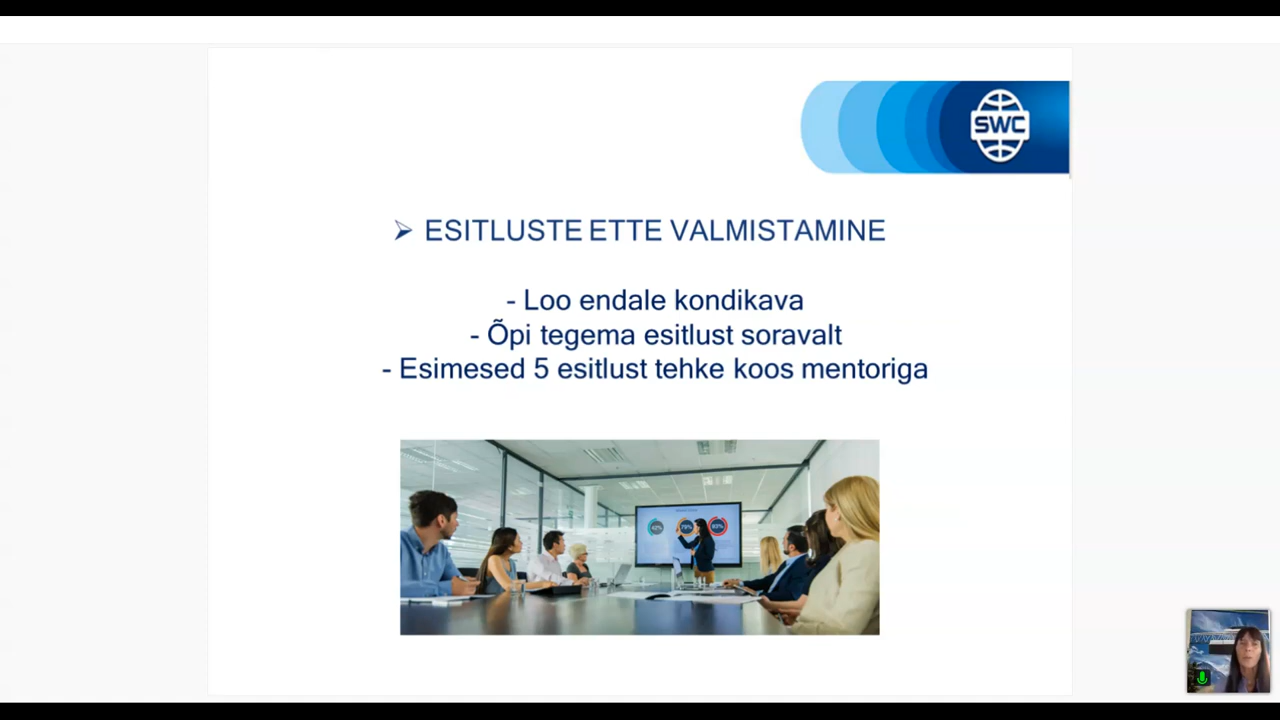 SWC
➢ ESITLUSTE ETTE VALMISTAMINE
- Loo endale kondikava
- Õpi tegema esitlust soravalt
- Esimesed 5 esitlust tehke koos mentoriga